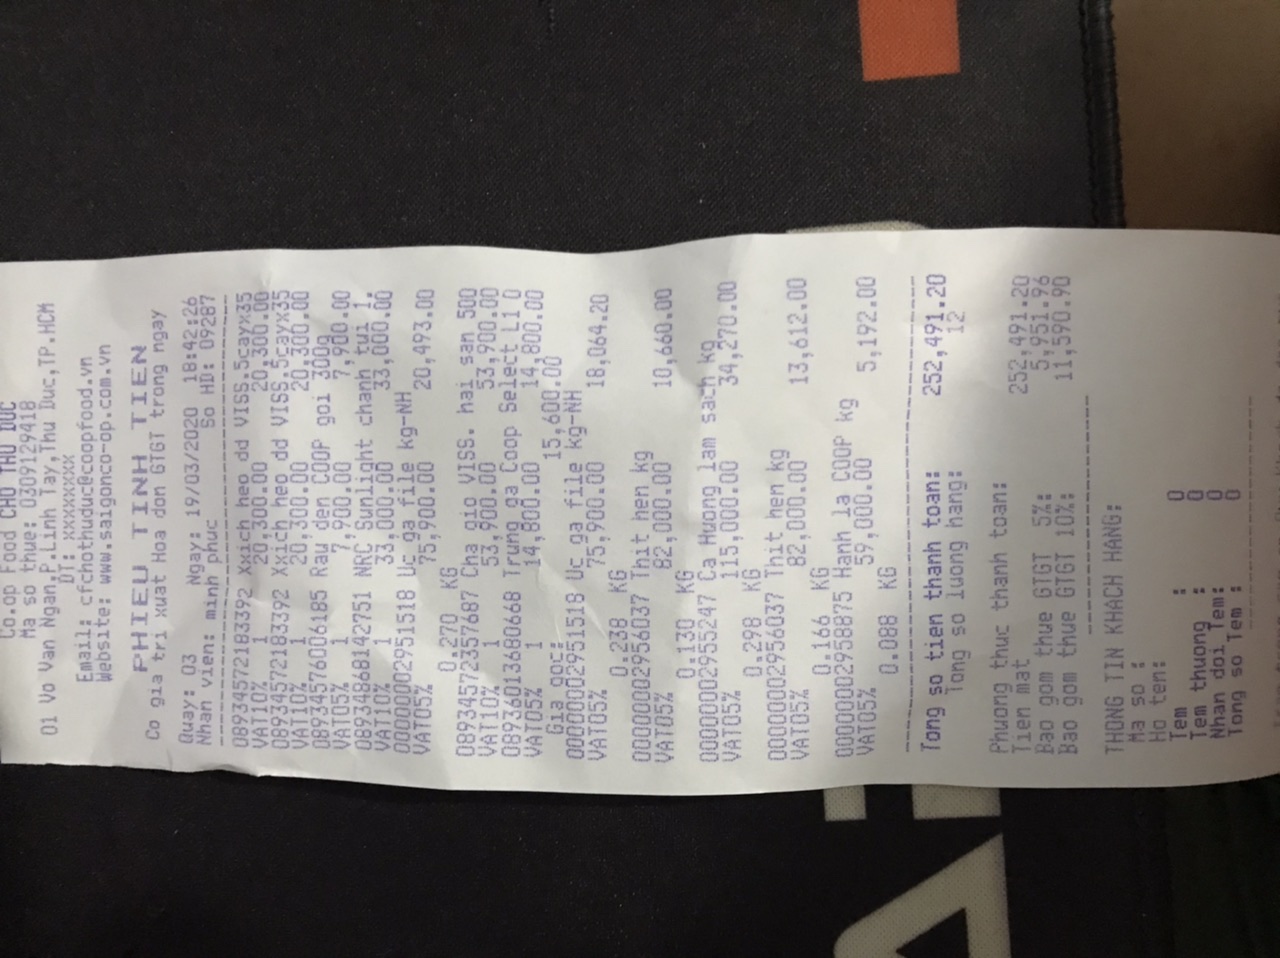 Co.op Food CHO THU DUC
Ma so thue: 0309129418
01 Vo Van Ngan,P.Linh Tay,Thu Duc,TP.HCM
DT: xxxxxxxx
Email: cfchothuduc@coopfood.vn
Website: www.saigonco-op.com.vn
PHIEU TINH TIEN
Co gia tri xuat Hoa don GTGT trong ngay
Quay: 03 Ngay: 19/03/2020 18:42:26
Nhan vien: minh phuc So HD: 09287
0893457218​3392 Xxich heo dd VISS.5cayx35
VAT10% 1 20,300.00 20,300.00
08934572183392 Xxich heo dd VISS.5cayx35
VAT10% 1 20,300.00 20,300.00
08934576006185 Rau den COOP goi 300g
VAT05% 1 7,900.00 7,900.00
08934868142751 NRC Sunlight chanh tui 1.
VAT10% 1 33,000.00 33,000.00
00000002951518 Uc ga file kg-NH
VAT05% 75,900.00 20,493.00
0.270 KG
08934572357687 Cha gio VISS. hai san 500
VAT10% 1 53,900.00 53,900.00
08936013680668 Trung ga Coop Select L1 0
VAT05% 1 14,800.00 14,800.00
Gia goc: 15,600.00
00000002951518 Uc ga file kg-NH
VAT05% 75,900.00 18,064.20
0.238 KG
00000002956037 Thit hen kg
VAT05% 82,000.00 10,660.00
0.130 KG
00000002955247 Ca Huong lam sach kg
VAT05% 115,000.00 34,270.00
0.298 KG
00000002956037 Thit hen kg
VAT05% 82,000.00 13,612.00
0.166 KG
00000002958875 Hanh la COOP kg
VAT05% 59,000.00 5,192.00
0.088 KG
Tong so tien thanh toan: 252,491.20
Tong so luong hang: 12
Phuong thuc thanh toan:
Tien mat 252,491.20
Bao gom thue GTGT 5%: 5,951.96
Bao gom thue GTGT 10%: 11,590.90
THONG TIN KHACH HANG:
Ma so :
Ho ten:
Tem 0
Tem thuong : 0
Nhan doi Tem: 0
Tong so Tem : 0